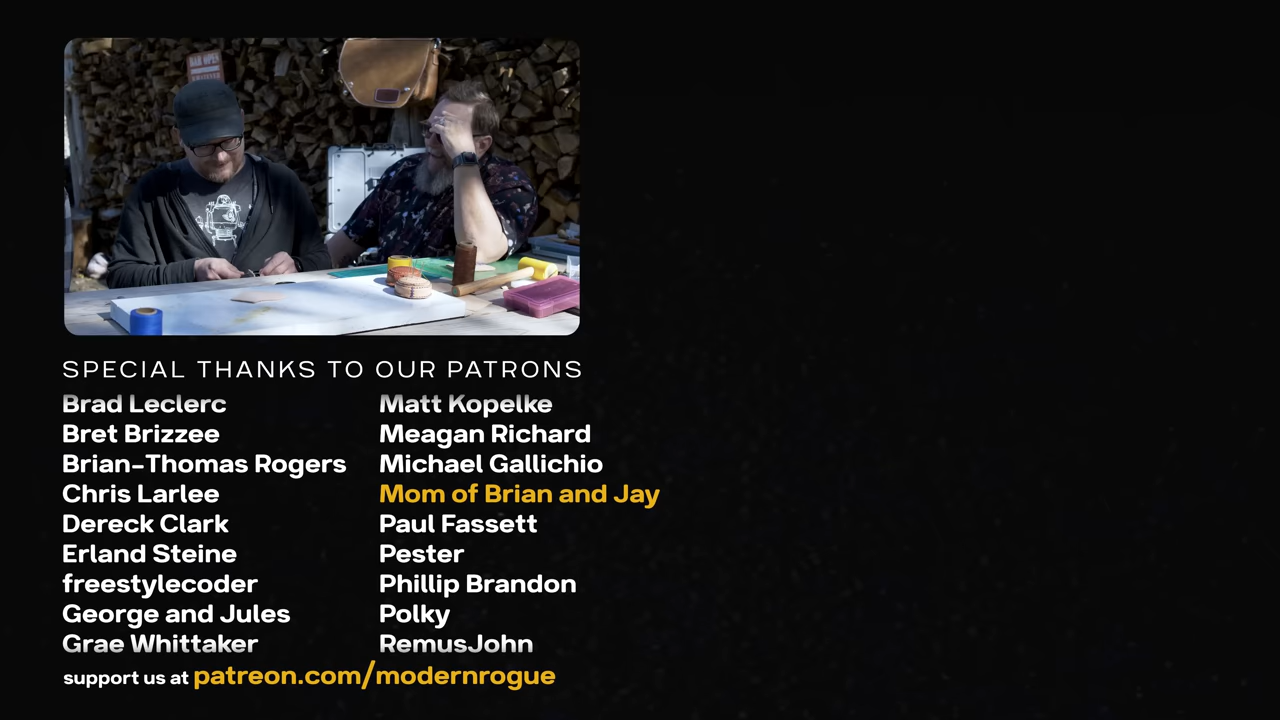 BAR OPEN
SPECIAL THANKS TO OUR PATRONS
Brad Leclerc
Bret Brizzee
Brian-Thomas Rogers
Chris Larlee
Dereck Clark
Erland Steine
freestylecoder
George and Jules
Grae Whittaker
Matt Kopelke
Meagan Richard
Michael Gallichio
Mom of Brian and Jay
Paul Fassett
Pester
Phillip Brandon
Polky
RemusJohn
support us at patreon.com/modernrogue